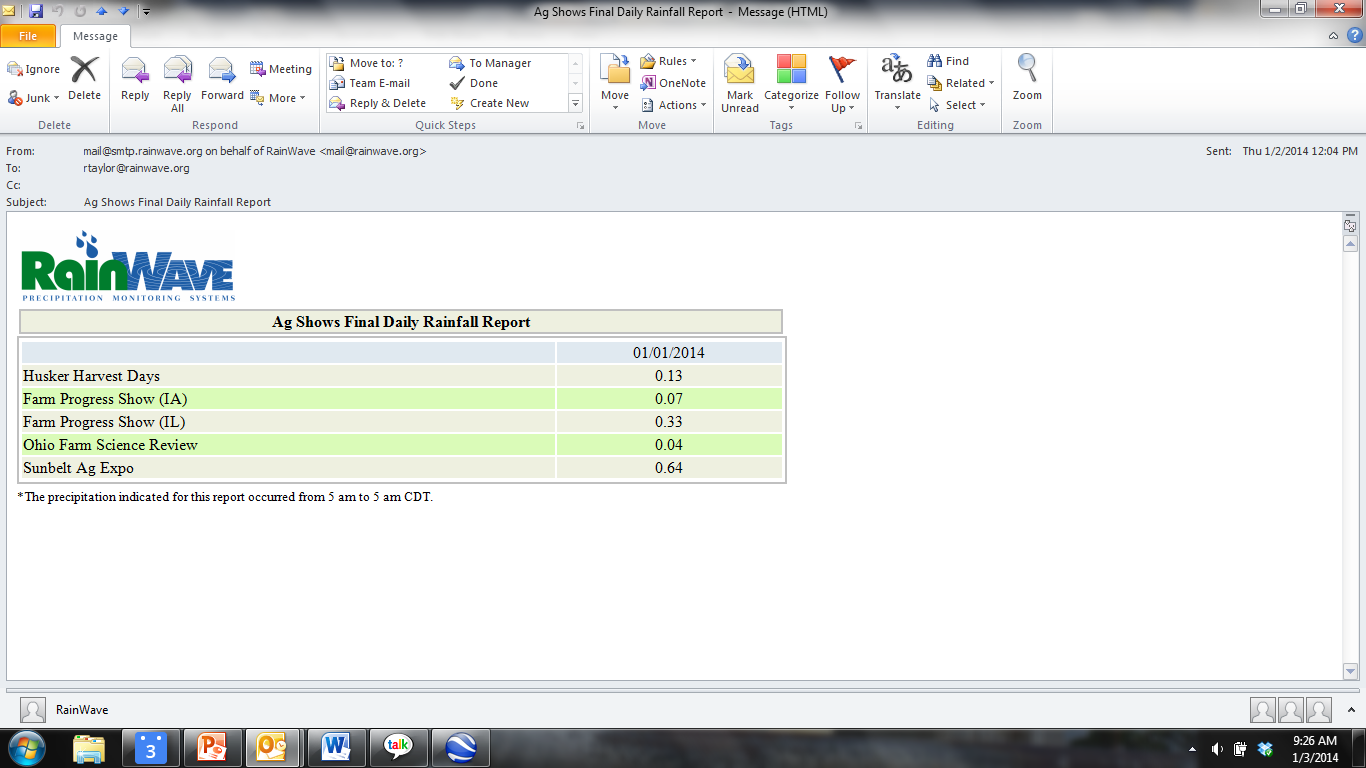 Ag Shows Final Daily Rainfall Report - Message (HTML)
File Message
Ignore
Junk
Delete
Delete
Reply
Reply All
Forward
Meeting
More
Respond
Move to: ?
Team E-mail
Reply & Delete
To Manager
Done
Create New
Quick Steps
Move
Rules
OneNote
Actions
Move
Mark Unread
Categorize
Follow Up
Tags
Translate
Find
Related
Select
Editing
Zoom
Zoom
From: mail@smtp.rainwave.org on behalf of RainWave <mail@rainwave.org> Sent: Thu 1/2/2014 12:04 PM
To: rtaylor@rainwave.org
Cc:
Subject: Ag Shows Final Daily Rainfall Report
RainWave
PRECIPITATION MONITORING SYSTEMS
Ag Shows Final Daily Rainfall Report
01/01/2014
Husker Harvest Days 0.13
Farm Progress Show (IA) 0.07
Farm Progress Show (IL) 0.33
Ohio Farm Science Review 0.04
Sunbelt Ag Expo 0.64
*The precipitation indicated for this report occurred from 5 am to 5 am CDT.
RainWave
3
talk
9:26 AM
1/3/2014